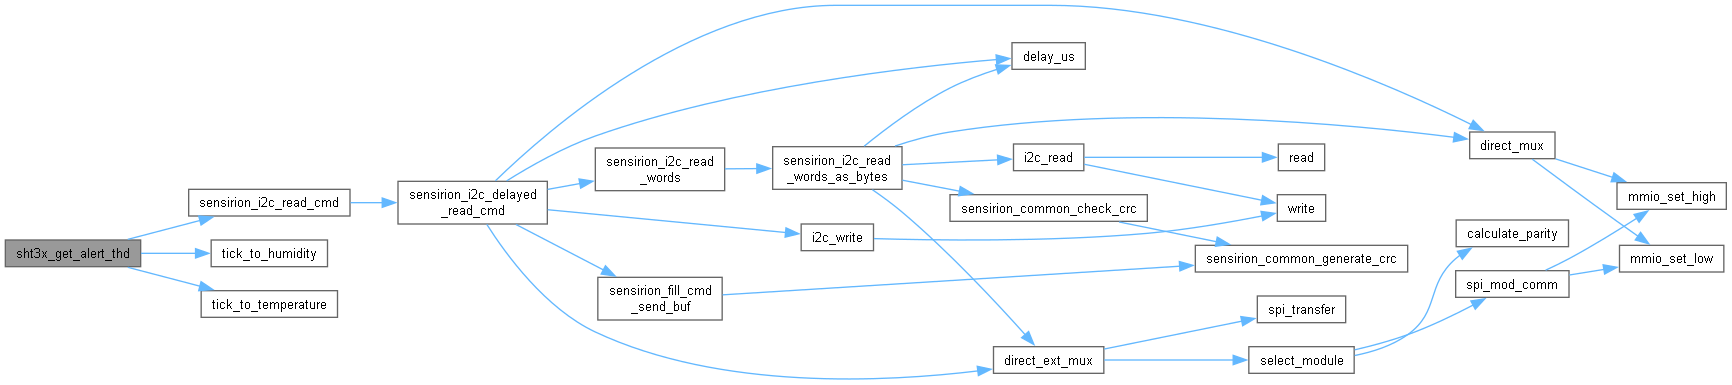 sht3x_get_alert_thd
sensirion_i2c_read_cmd
tick_to_humidity
tick_to_temperature
sensirion_i2c_delayed
_read_cmd
sensirion_i2c_read
_words
i2c_write
sensirion_fill_cmd
_send_buf
sensirion_i2c_read
_words_as_bytes
delay_us
i2c_read
sensirion_common_check_crc
direct_ext_mux
read
write
sensirion_common_generate_crc
spi_transfer
select_module
direct_mux
calculate_parity
spi_mod_comm
mmio_set_high
mmio_set_low